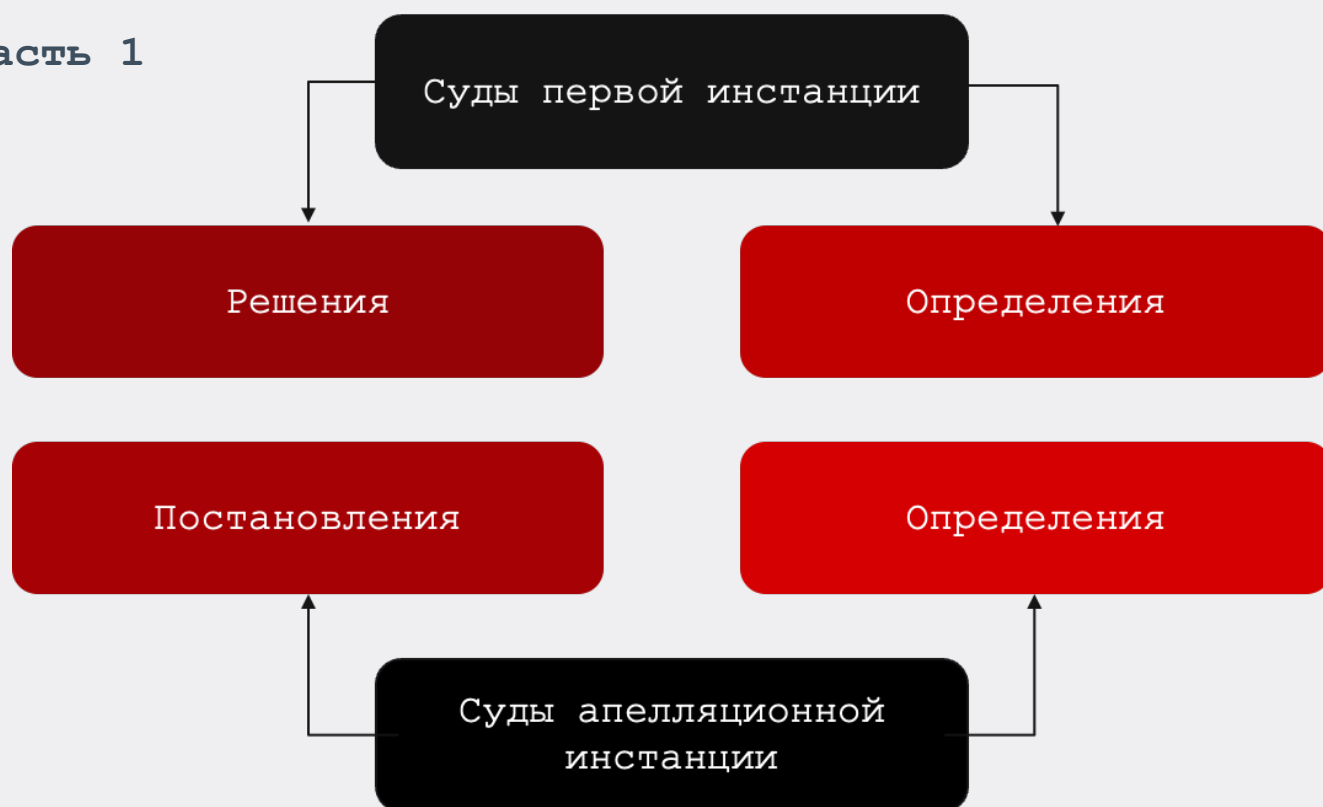 асть 1
Суды первой инстанции
Решения
Определения
Постановления
Определения
Суды апелляционной
инстанции